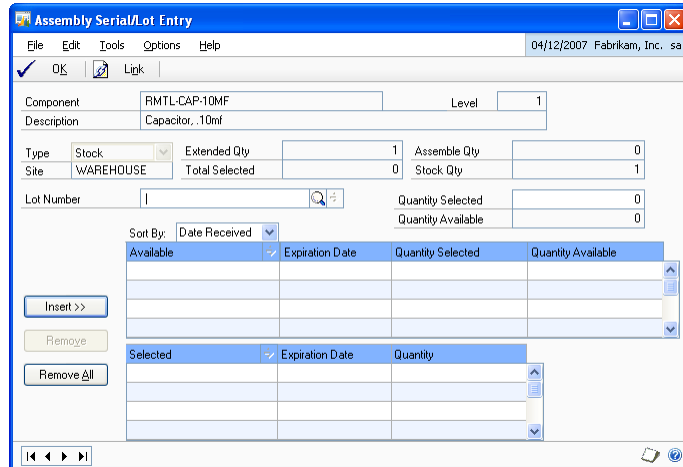 Assembly Serial/Lot Entry
File Edit Tools Options Help 04/12/2007 Fabrikam, Inc. sa
OK Link
Component RMTL-CAP-10MF Level 1
Description Capacitor, .10mf
Type Stock Extended Qty 1 Assemble Qty 0
Site WAREHOUSE Total Selected 0 Stock Qty 1
Lot Number Quantity Selected 0
Quantity Available 0
Sort By: Date Received
Available Expiration Date Quantity Selected Quantity Available
Insert >>
Remove
Selected Expiration Date Quantity
Remove All